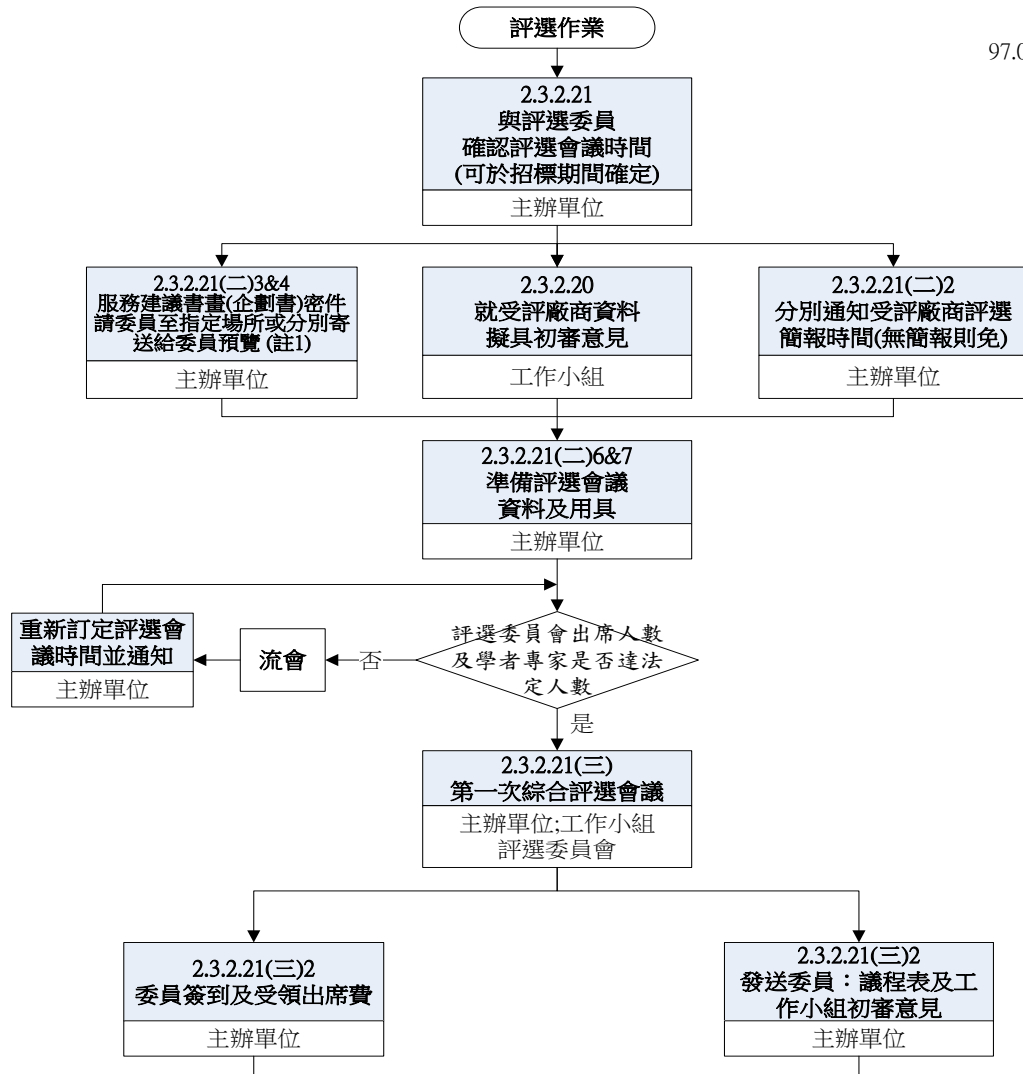 評選作業
97.0
2.3.2.21
與評選委員
確認評選會議時間
(可於招標期間確定)
主辦單位
2.3.2.21(二)3&4
服務建議書畫(企劃書)密件
請委員至指定場所或分別寄
送給委員預覽 (註1)
主辦單位
2.3.2.20
就受評廠商資料
擬具初審意見
工作小組
2.3.2.21(二)2
分別通知受評廠商評選
簡報時間(無簡報則免)
主辦單位
2.3.2.21(二)6&7
準備評選會議
資料及用具
主辦單位
重新訂定評選會
議時間並通知
主辦單位
流會
否
評選委員會出席人數
及學者專家是否達法
定人數
是
2.3.2.21(三)
第一次綜合評選會議
主辦單位;工作小組
評選委員會
2.3.2.21(三)2
委員簽到及受領出席費
主辦單位
2.3.2.21(三)2
發送委員：議程表及工
作小組初審意見
主辦單位